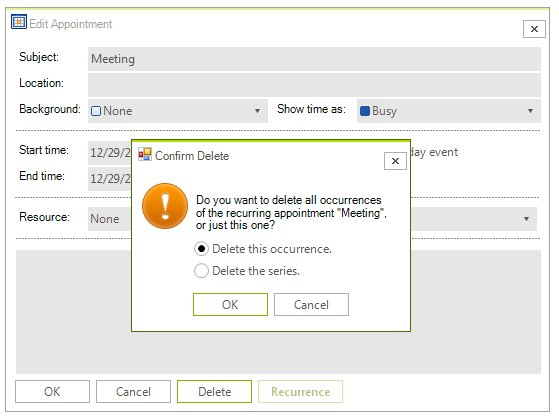 Edit Appointment
Subject: Meeting
Location:
Background: None Show time as: Busy
Start time: 12/29/2 day event
End time: 12/29/2
Resource: None
Confirm Delete
Do you want to delete all occurrences
of the recurring appointment "Meeting",
or just this one?
Delete this occurrence.
Delete the series.
OK Cancel
OK Cancel Delete Recurrence